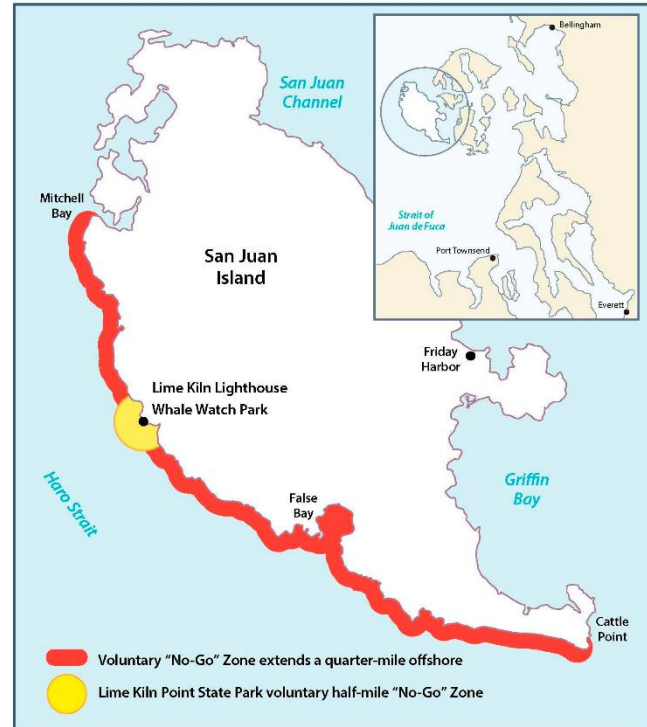 San Juan
Channel
Bellingham
Strait of
Juan de Fuca
Port Townsend
Everett
Mitchell
Bay
San Juan
Island
Friday
Harbor
Lime Kiln Lighthouse
Whale Watch Park
Haro Strait
False
Bay
Griffin
Bay
Cattle
Point
Voluntary “No-Go” Zone extends a quarter-mile offshore
Lime Kiln Point State Park voluntary half-mile “No-Go” Zone